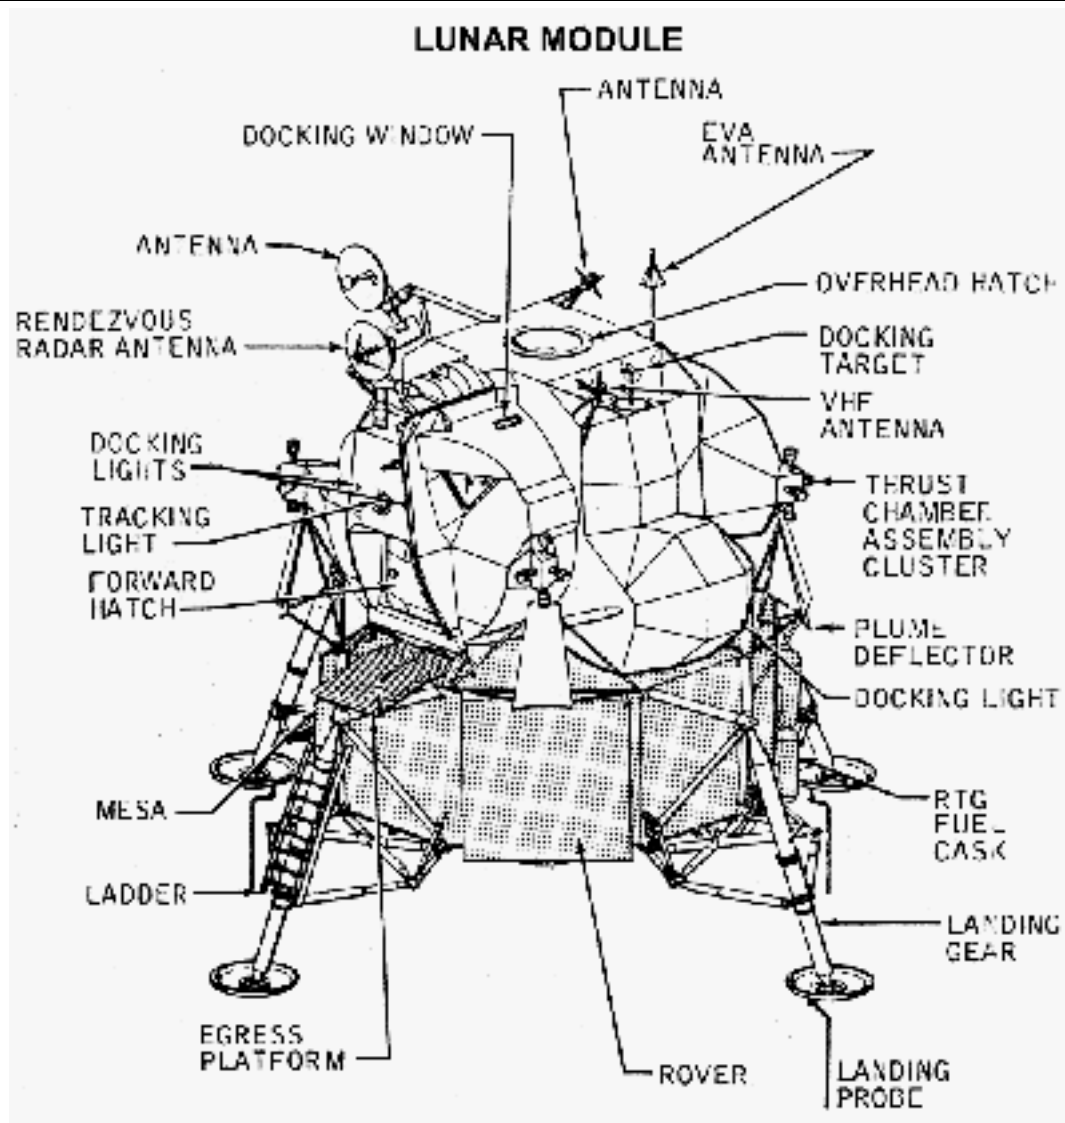 LUNAR MODULE
ANTENNA
DOCKING WINDOW
EVA
ANTENNA
ANTENNA
OVERHEAD HATCH
RENDEZVOUS
RADAR ANTENNA
DOCKING
TARGET
VHF
ANTENNA
DOCKING
LIGHTS
THRUST
CHAMBER
ASSEMBLY
CLUSTER
TRACKING
LIGHT
FORWARD
HATCH
PLUME
DEFLECTOR
DOCKING LIGHT
MESA
RTG
FUEL
CASK
LADDER
LANDING
GEAR
EGRESS
PLATFORM
ROVER
LANDING
PROBE